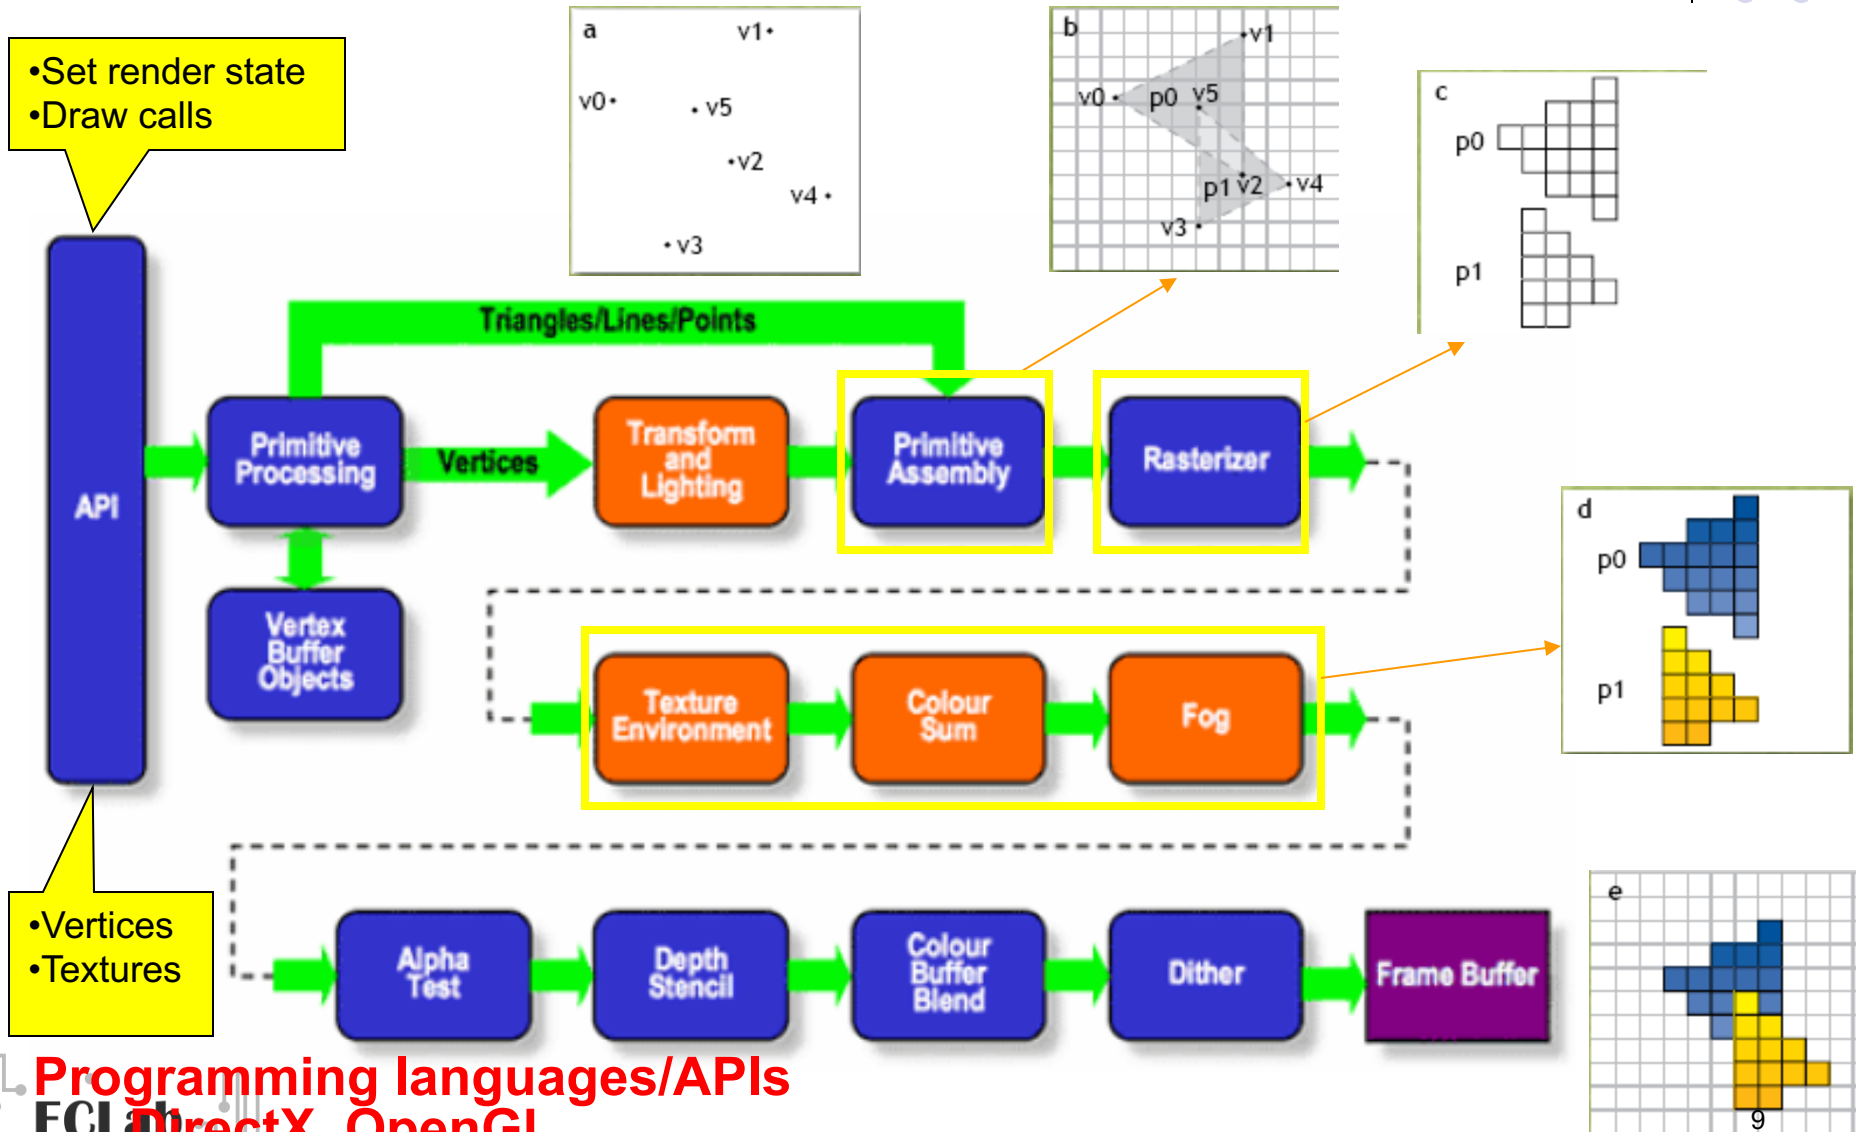 •Set render state
•Draw calls
a
v1
v0
v5
v2
v4
v3
b
v1
v0
p0
v5
p1
v2
v4
v3
c
p0
p1
Triangles/Lines/Points
API
Primitive
Processing
Vertices
Transform
and
Lighting
Primitive
Assembly
Rasterizer
Vertex
Buffer
Objects
Texture
Environment
Colour
Sum
Fog
d
p0
p1
•Vertices
•Textures
Alpha
Test
Depth
Stencil
Colour
Buffer
Blend
Dither
Frame Buffer
e
Programming languages/APIs
DirectX, OpenGL
9